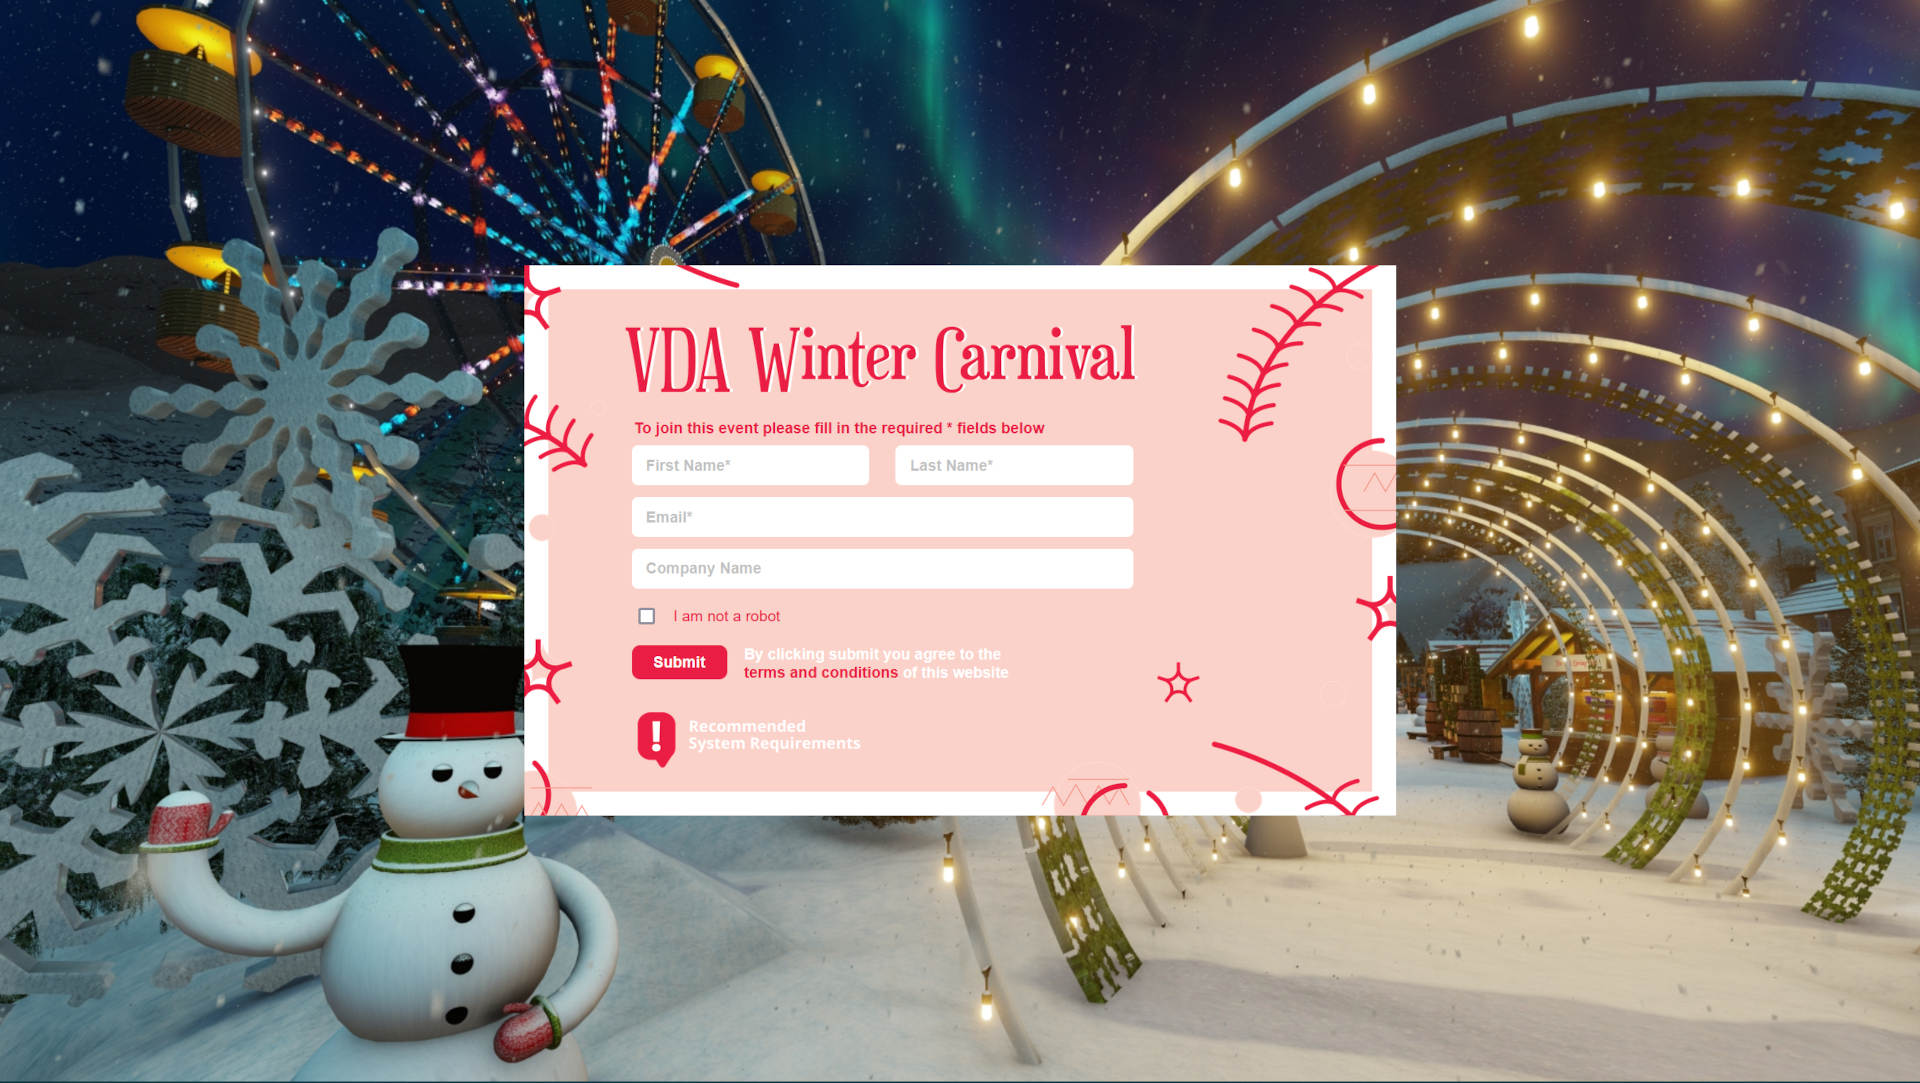 VDA Winter Carnival
To join this event please fill in the required * fields below
First Name* Last Name*
Email*
Company Name
I am not a robot
Submit
By clicking submit you agree to the
terms and conditions of this website
!
Recommended
System Requirements